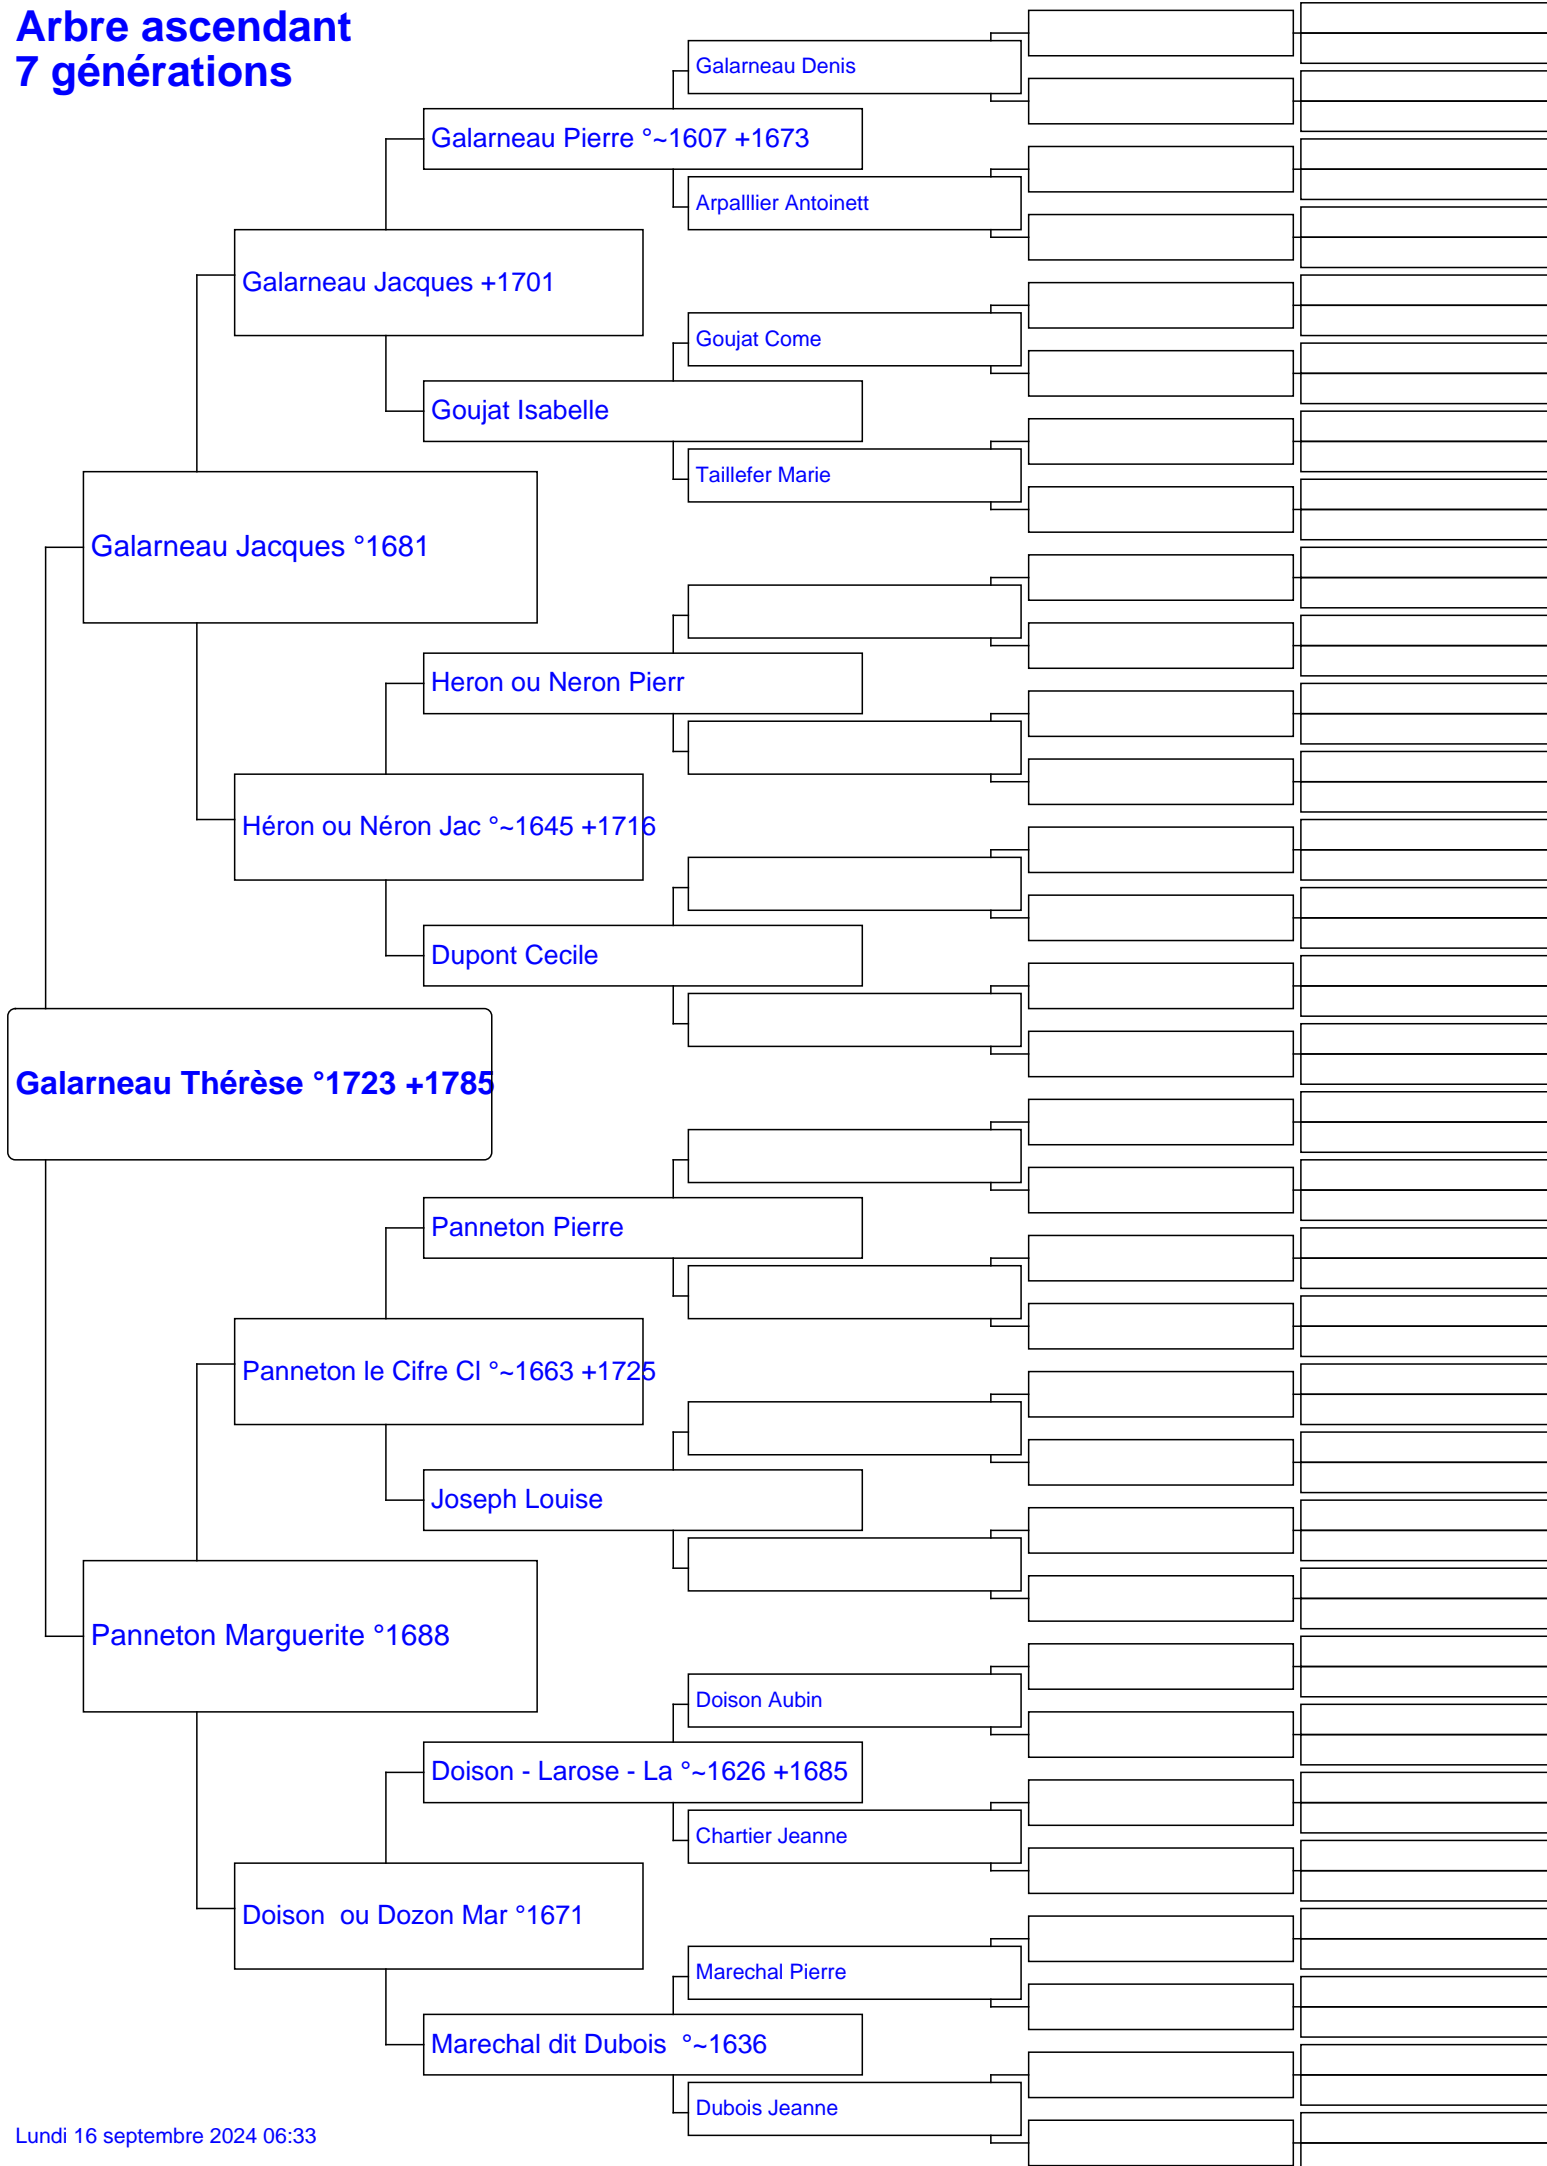 Arbre ascendant
7 générations
Galarneau Denis
Galarneau Pierre °~1607 +1673
Arpalllier Antoinett
Galarneau Jacques +1701
Goujat Come
Goujat Isabelle
Taillefer Marie
Galarneau Jacques °1681
Heron ou Neron Pierr
Héron ou Néron Jac °~1645 +1716
Dupont Cecile
Galarneau Thérèse °1723 +1785
Panneton Pierre
Panneton le Cifre Cl °~1663 +1725
Joseph Louise
Panneton Marguerite °1688
Doison Aubin
Doison - Larose - La °~1626 +1685
Chartier Jeanne
Doison  ou Dozon Mar °1671
Marechal Pierre
Marechal dit Dubois  °~1636
Dubois Jeanne
Lundi 16 septembre 2024 06:33